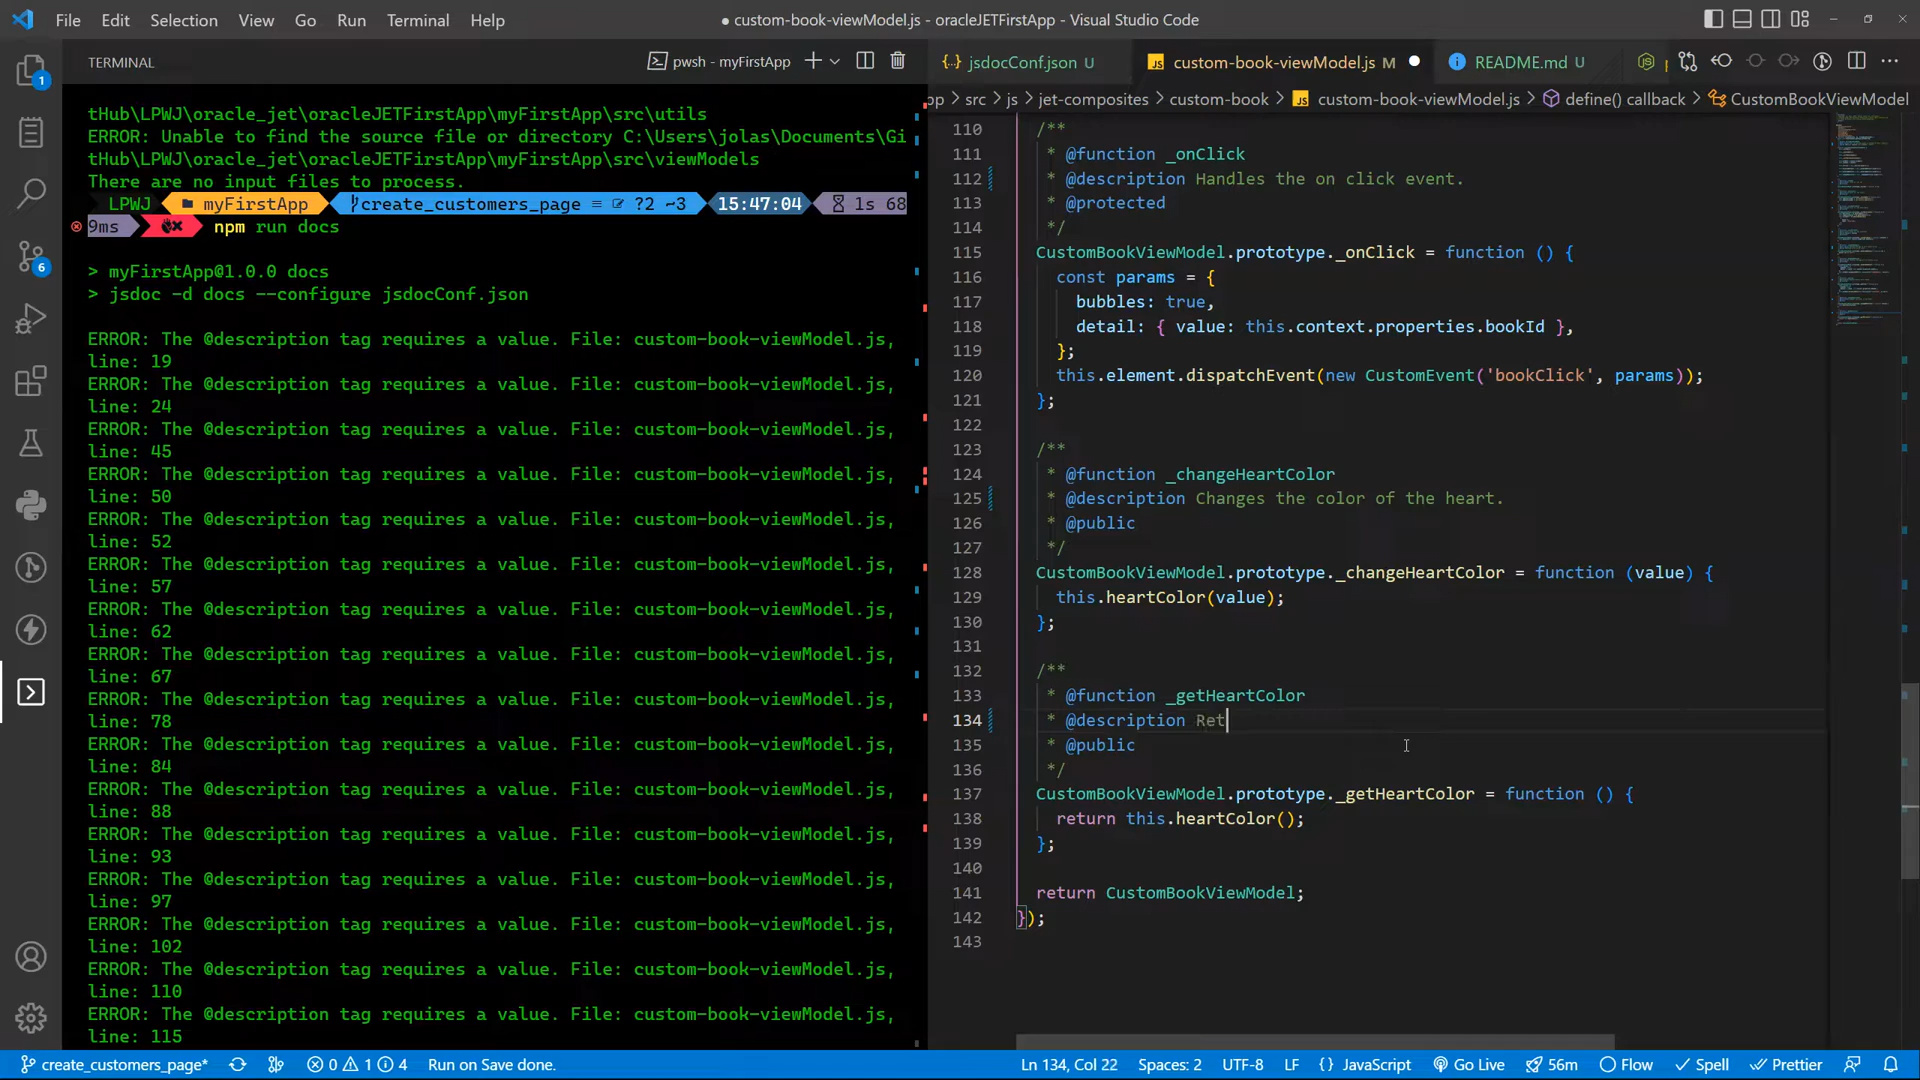 File Edit Selection View Go Run Terminal Help
● custom-book-viewModel.js - oracleJETFirstApp - Visual Studio Code
TERMINAL
pwsh - myFirstApp
tHub\LPWJ\oracle_jet\oracleJETFirstApp\myFirstApp\src\utils
ERROR: Unable to find the source file or directory C:\Users\jolas\Documents\Gi
tHub\LPWJ\oracle_jet\oracleJETFirstApp\myFirstApp\src\viewModels
There are no input files to process.
LPWJ myFirstApp create_customers_page ≡ ?2 ~3 15:47:04 1s 68
9ms npm run docs
> myFirstApp@1.0.0 docs
> jsdoc -d docs --configure jsdocConf.json
ERROR: The @description tag requires a value. File: custom-book-viewModel.js,
line: 19
ERROR: The @description tag requires a value. File: custom-book-viewModel.js,
line: 24
ERROR: The @description tag requires a value. File: custom-book-viewModel.js,
line: 45
ERROR: The @description tag requires a value. File: custom-book-viewModel.js,
line: 50
ERROR: The @description tag requires a value. File: custom-book-viewModel.js,
line: 52
ERROR: The @description tag requires a value. File: custom-book-viewModel.js,
line: 57
ERROR: The @description tag requires a value. File: custom-book-viewModel.js,
line: 62
ERROR: The @description tag requires a value. File: custom-book-viewModel.js,
line: 67
ERROR: The @description tag requires a value. File: custom-book-viewModel.js,
line: 78
ERROR: The @description tag requires a value. File: custom-book-viewModel.js,
line: 84
ERROR: The @description tag requires a value. File: custom-book-viewModel.js,
line: 88
ERROR: The @description tag requires a value. File: custom-book-viewModel.js,
line: 93
ERROR: The @description tag requires a value. File: custom-book-viewModel.js,
line: 97
ERROR: The @description tag requires a value. File: custom-book-viewModel.js,
line: 102
ERROR: The @description tag requires a value. File: custom-book-viewModel.js,
line: 110
ERROR: The @description tag requires a value. File: custom-book-viewModel.js,
line: 115
{..} jsdocConf.json U
JS custom-book-viewModel.js M ●
README.md U
op > src > js > jet-composites > custom-book > JS custom-book-viewModel.js > define() callback > CustomBookViewModel
110 /**
111 * @function _onClick
112 * @description Handles the on click event.
113 * @protected
114 */
115 CustomBookViewModel.prototype._onClick = function () {
116 const params = {
117 bubbles: true,
118 detail: { value: this.context.properties.bookId },
119 };
120 this.element.dispatchEvent(new CustomEvent('bookClick', params));
121 };
122
123 /**
124 * @function _changeHeartColor
125 * @description Changes the color of the heart.
126 * @public
127 */
128 CustomBookViewModel.prototype._changeHeartColor = function (value) {
129 this.heartColor(value);
130 };
131
132 /**
133 * @function _getHeartColor
134 * @description Ret
135 * @public
136 */
137 CustomBookViewModel.prototype._getHeartColor = function () {
138 return this.heartColor();
139 };
140
141 return CustomBookViewModel;
142 });
143
1
6
create_customers_page* 0 1 4 Run on Save done. Ln 134, Col 22 Spaces: 2 UTF-8 LF {} JavaScript Go Live 56m Flow Spell Prettier